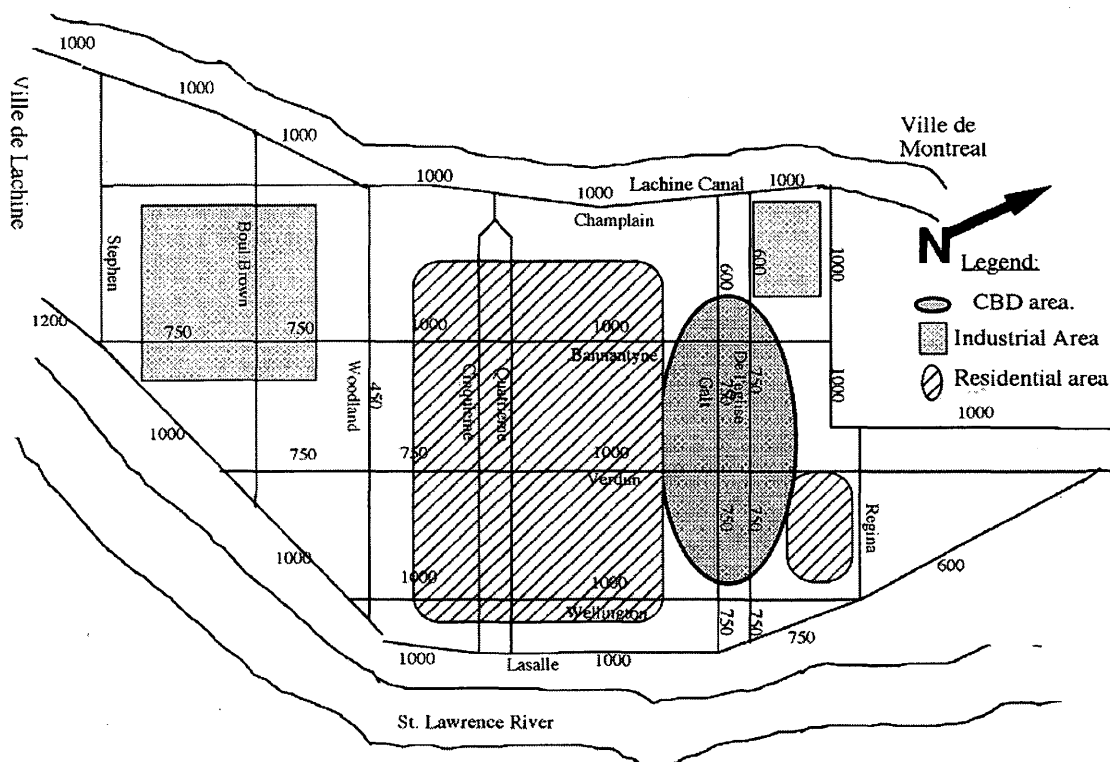 1000
1000
1000
Ville de Lachine
Ville de
Montreal
1000
1000
Lachine Canal
1000
Champlain
N
Legend:
CBD area.
Industrial Area
Residential area
Stephen
Boul Brown
600
600
1000
1200
750
750
1000
1000
Bannantyne
Woodland
450
Quatrieme
750
De l'eglise
Galt
750
1000
1000
1000
750
750
1000
Verdun
750
750
Regina
1000
1000
1000
Wellington
600
750
750
750
1000
Lasalle
1000
St. Lawrence River